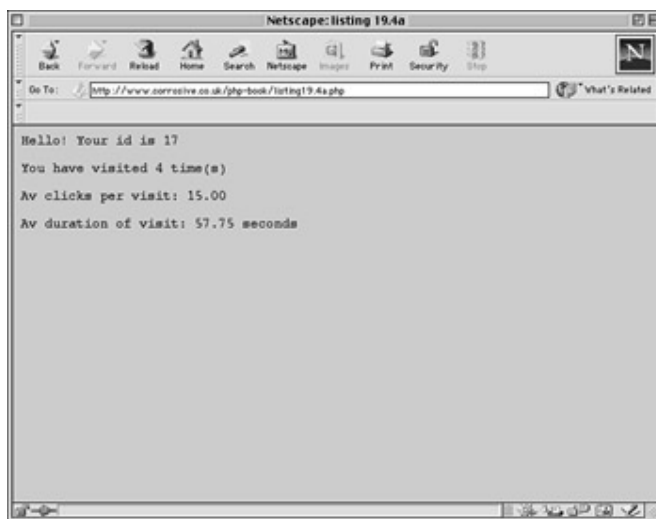 Netscape: listing 19.4a
Back Forward Reload Home Search Netscape Images Print Security Stop
N
Go To: http://www.corrosive.co.uk/php-book/listing19.4a.php What's Related
Hello! Your id is 17
You have visited 4 time(s)
Av clicks per visit: 15.00
Av duration of visit: 57.75 seconds